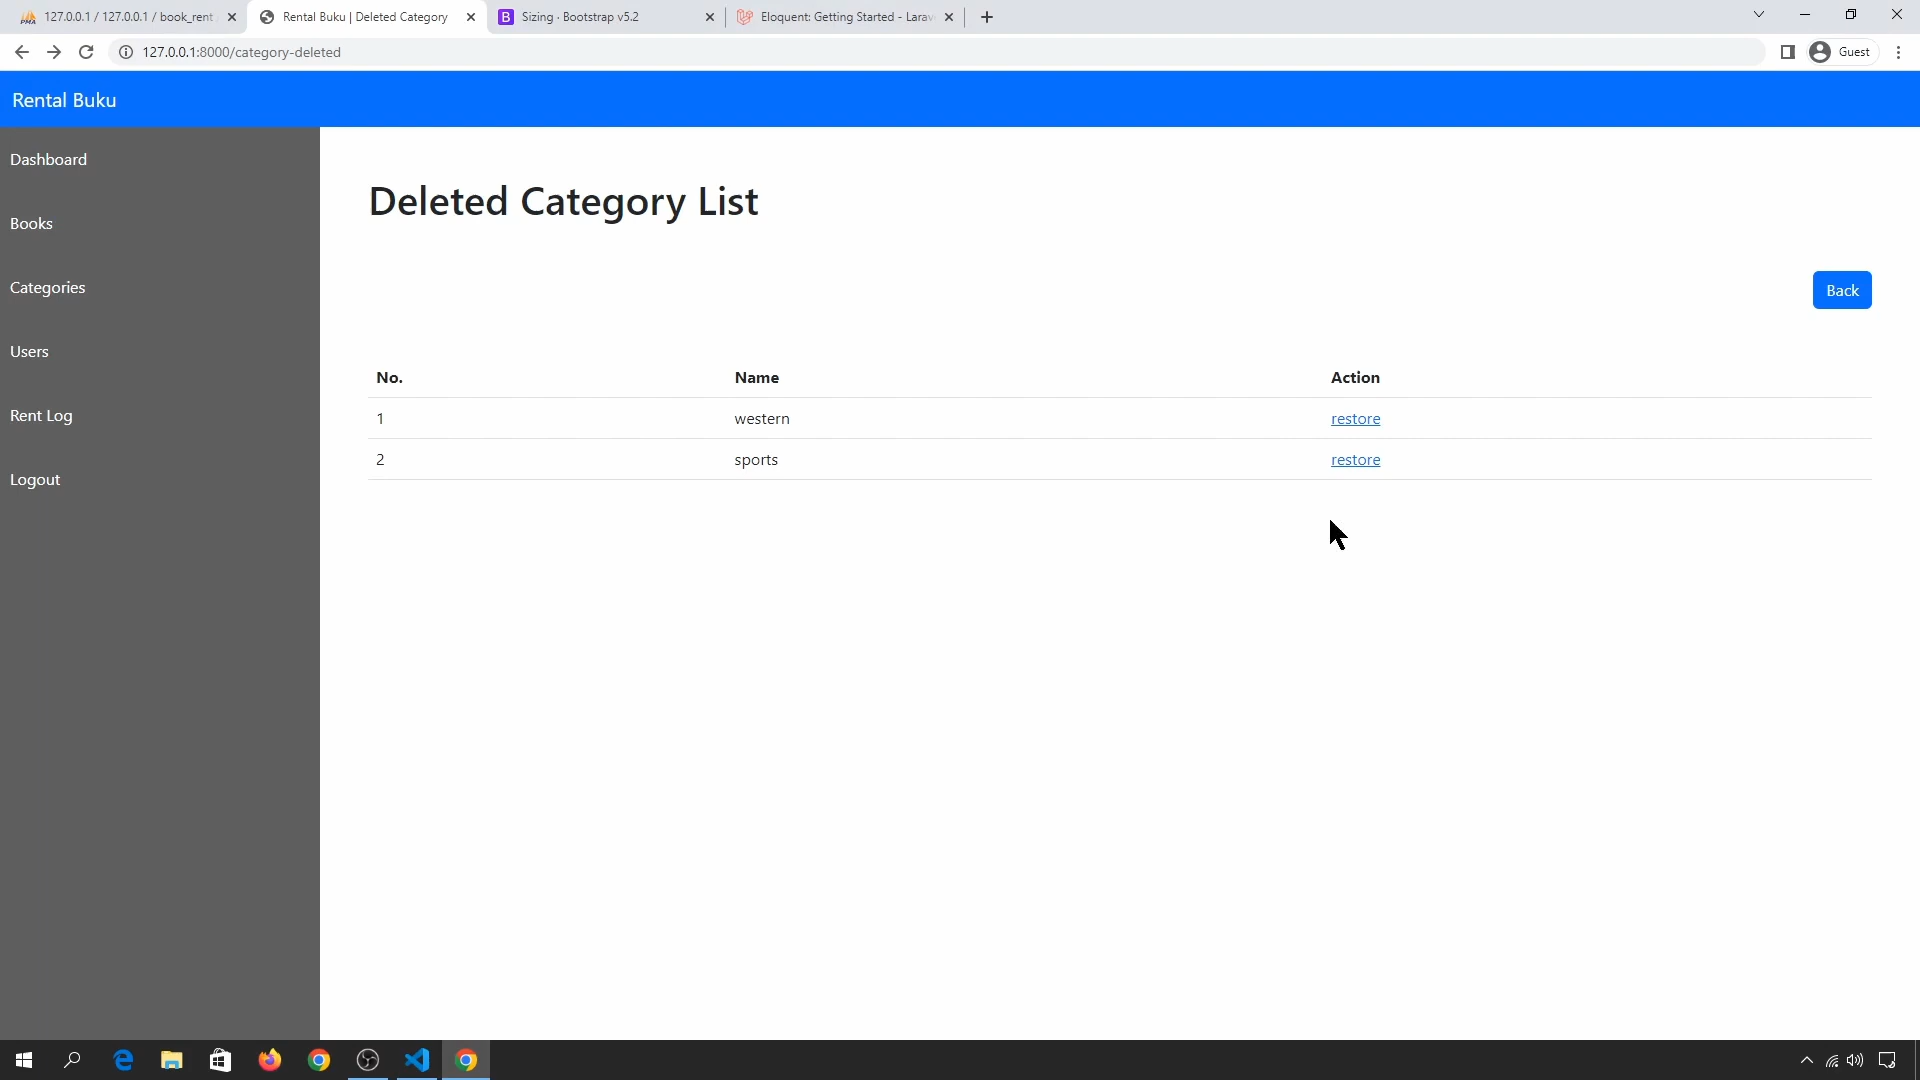 127.0.0.1 / 127.0.0.1 / book_rent
Rental Buku | Deleted Category
Sizing · Bootstrap v5.2
Eloquent: Getting Started - Larav
127.0.0.1:8000/category-deleted
Guest
Rental Buku
Dashboard
Books
Categories
Users
Rent Log
Logout
Deleted Category List
Back
No. Name Action
1 western restore
2 sports restore